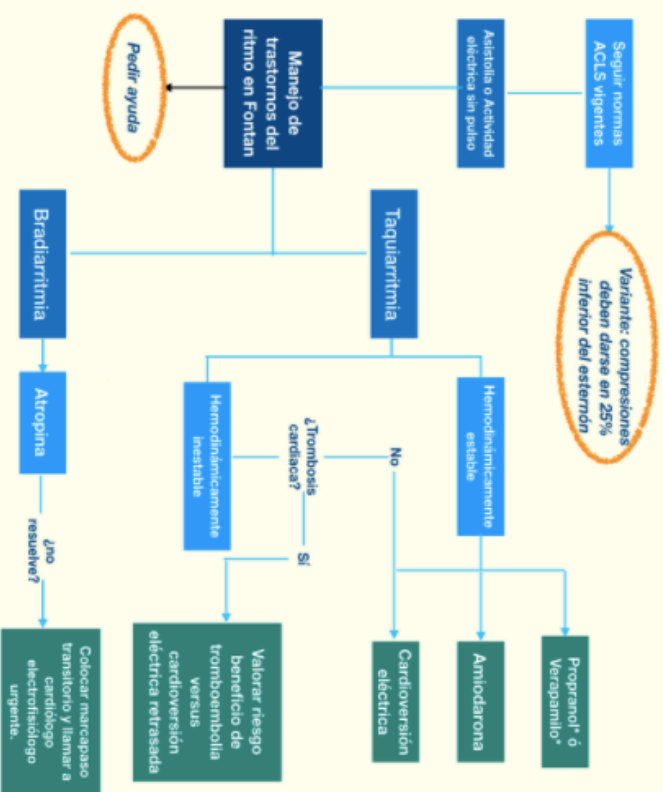 Seguir normas
ACLS vigentes
Variante: compresiones
deben darse en 25%
inferior del esternón
Asistolia o Actividad
eléctrica sin pulso
Manejo de
trastornos del
ritmo en Fontan
Pedir ayuda
Taquiarritmia
Hemodinámicamente
estable
Propranol* ó
Verapamilo*
Amiodarona
Cardioversión
eléctrica
No
¿Trombosis
cardiaca?
Sí
Hemodinámicamente
inestable
Valorar riesgo
beneficio de
tromboembolia
versus
cardioversión
eléctrica retrasada
Bradiarritmia
Atropina
¿no
resuelve?
Colocar marcapaso
transitorio y llamar a
cardiólogo
electrofisiólogo
urgente.